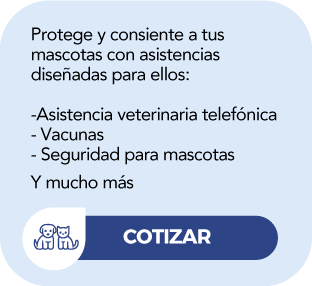 Protege y consiente a tus
mascotas con asistencias
diseñadas para ellos:
-Asistencia veterinaria telefónica
- Vacunas
- Seguridad para mascotas
Y mucho más
COTIZAR